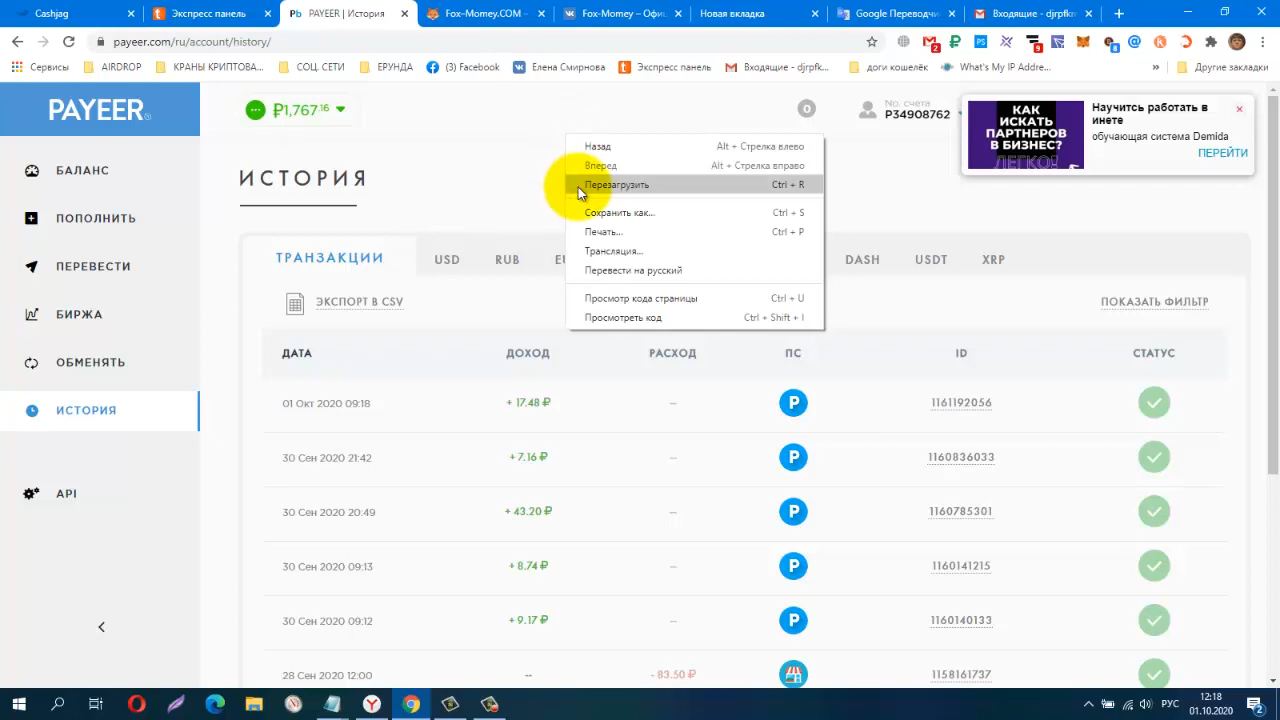 Cashjag
Экспресс панель
PAYEER История
Fox-Momey.COM –
Fox-Momey – Офиц
Новая вкладка
Google Переводчи
Входящие - djrpfkx
payeer.com/ru/account/history/
Сервисы
AIRDROP
КРАНЫ КРИПТОВА...
СОЦ. СЕТИ
ЕРУНДА
(3) Facebook
Елена Смирнова
Экспресс панель
Входящие - djrpfk...
доги кошелёк
What's My IP Addre...
Другие закладки
PAYEER
₽1,767.16
0
No. счета
P34908762
КАК ИСКАТЬ ПАРТНЕРОВ В БИЗНЕС?
ЛЕГКО!
Научитсь работать в инете
обучающая система Demida
ПЕРЕЙТИ
БАЛАНС
ПОПОЛНИТЬ
ПЕРЕВЕСТИ
БИРЖА
ОБМЕНЯТЬ
ИСТОРИЯ
API
ИСТОРИЯ
Назад Alt + Стрелка влево
Вперед Alt + Стрелка вправо
Перезагрузить Ctrl + R
Сохранить как... Ctrl + S
Печать... Ctrl + P
Трансляция...
Перевести на русский
Просмотр кода страницы Ctrl + U
Просмотреть код Ctrl + Shift + I
ТРАНЗАКЦИИ USD RUB DASH USDT XRP
ЭКСПОРТ В CSV
ПОКАЗАТЬ ФИЛЬТР
ДАТА ДОХОД РАСХОД ПС ID СТАТУС
01 Окт 2020 09:18 + 17.48 ₽ – 1161192056
30 Сен 2020 21:42 + 7.16 ₽ – 1160836033
30 Сен 2020 20:49 + 43.20 ₽ – 1160785301
30 Сен 2020 09:13 + 8.74 ₽ – 1160141215
30 Сен 2020 09:12 + 9.17 ₽ – 1160140133
28 Сен 2020 12:00 – - 83.50 ₽ 1158161737
РУС
12:18
01.10.2020